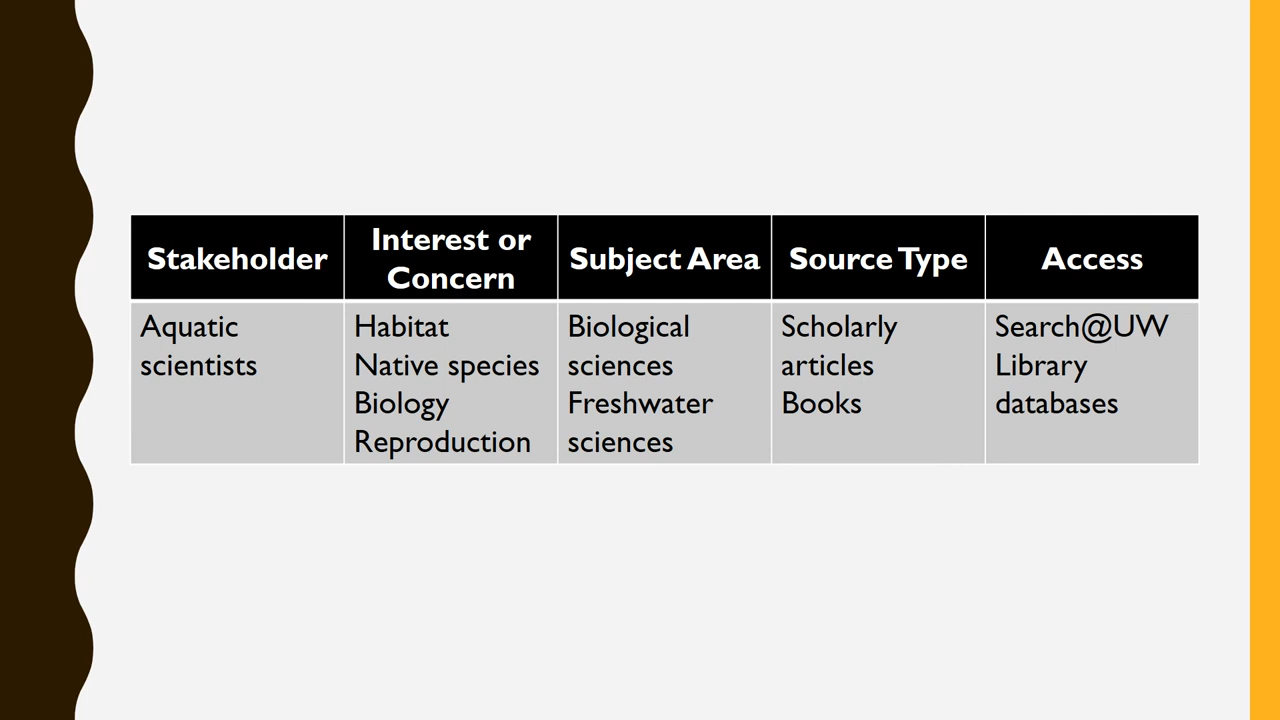 Stakeholder
Interest or
Concern
Subject Area
Source Type
Access
Aquatic
scientists
Habitat
Native species
Biology
Reproduction
Biological
sciences
Freshwater
sciences
Scholarly
articles
Books
Search@UW
Library
databases